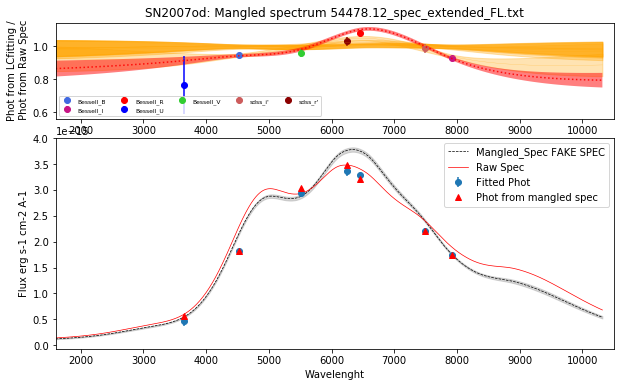 SN2007od: Mangled spectrum 54478.12_spec_extended_FL.txt
Phot from LCfitting /
Phot from Raw Spec
1.0
0.8
0.6
Bessell_B
Bessell_I
Bessell_R
Bessell_U
Bessell_V
sdss_i'
sdss_r'
2000 3000 4000 5000 6000 7000 8000 9000 10000
Flux erg s-1 cm-2 A-1
4.0
3.5
3.0
2.5
2.0
1.5
1.0
0.5
0.0
Mangled_Spec FAKE SPEC
Raw Spec
Fitted Phot
Phot from mangled spec
2000 3000 4000 5000 6000 7000 8000 9000 10000
Wavelenght